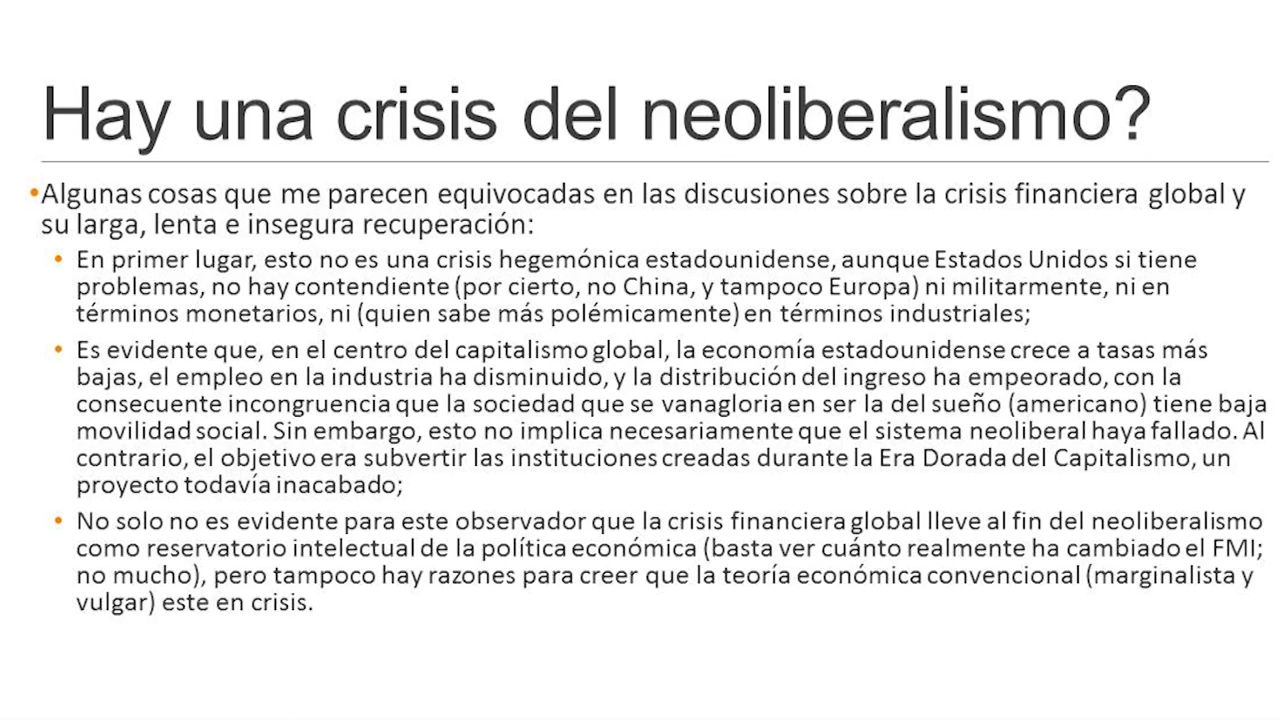 Hay una crisis del neoliberalismo?
•Algunas cosas que me parecen equivocadas en las discusiones sobre la crisis financiera global y
su larga, lenta e insegura recuperación:
• En primer lugar, esto no es una crisis hegemónica estadounidense, aunque Estados Unidos si tiene
problemas, no hay contendiente (por cierto, no China, y tampoco Europa) ni militarmente, ni en
términos monetarios, ni (quien sabe más polémicamente) en términos industriales;
• Es evidente que, en el centro del capitalismo global, la economía estadounidense crece a tasas más
bajas, el empleo en la industria ha disminuido, y la distribución del ingreso ha empeorado, con la
consecuente incongruencia que la sociedad que se vanagloria en ser la del sueño (americano) tiene baja
movilidad social. Sin embargo, esto no implica necesariamente que el sistema neoliberal haya fallado. Al
contrario, el objetivo era subvertir las instituciones creadas durante la Era Dorada del Capitalismo, un
proyecto todavía inacabado;
• No solo no es evidente para este observador que la crisis financiera global lleve al fin del neoliberalismo
como reservatorio intelectual de la política económica (basta ver cuánto realmente ha cambiado el FMI;
no mucho), pero tampoco hay razones para creer que la teoría económica convencional (marginalista y
vulgar) este en crisis.